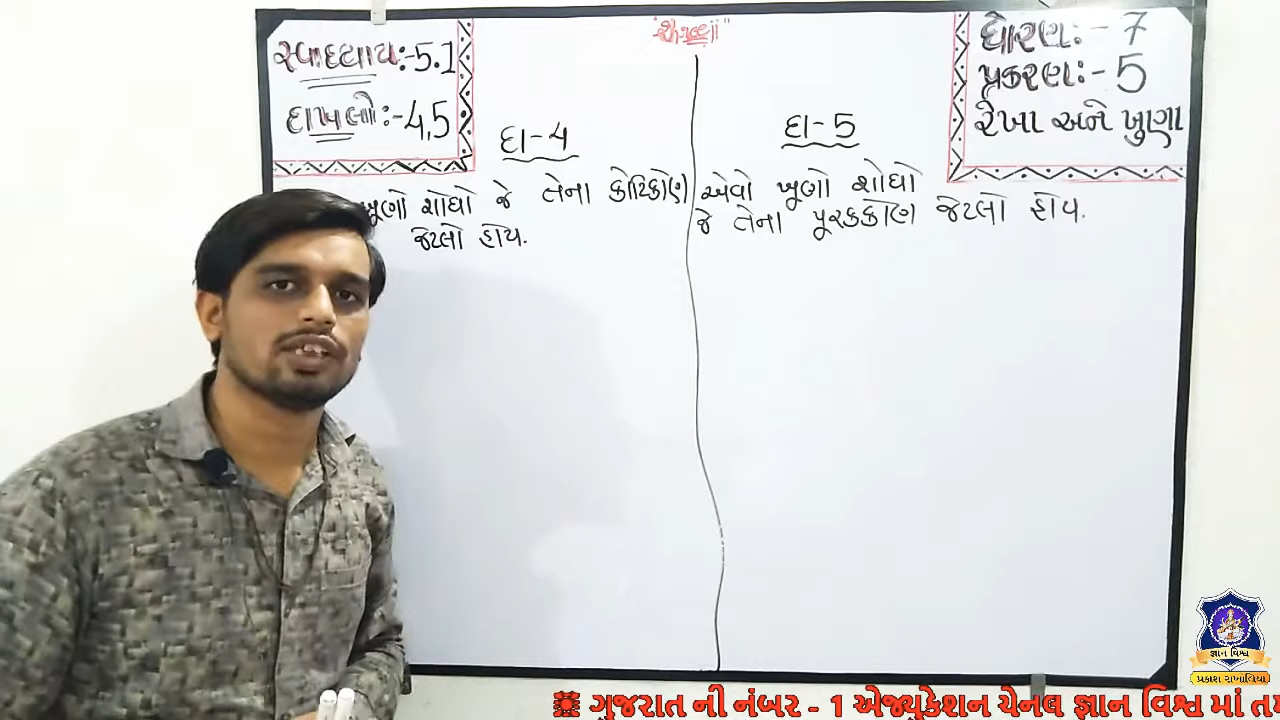 સ્વાધ્યાય:-5.1
દાખલો:-4,5
ધોરણ:-7
પ્રકરણ:-5
રેખા અને ખુણા
દા-4
ખૂણો શોધો જે તેના કોટિકોણ
જેટલો હોય.
દા-5
એવો ખૂણો શોધો
જે તેના પૂરકકોણ જેટલો હોય.
જ્ઞાન વિશ્વ
પ્રકાશ રાખોલિયા
ગુજરાત ની નંબર - 1 એજ્યુકેશન ચેનલ જ્ઞાન વિશ્વ માં તા